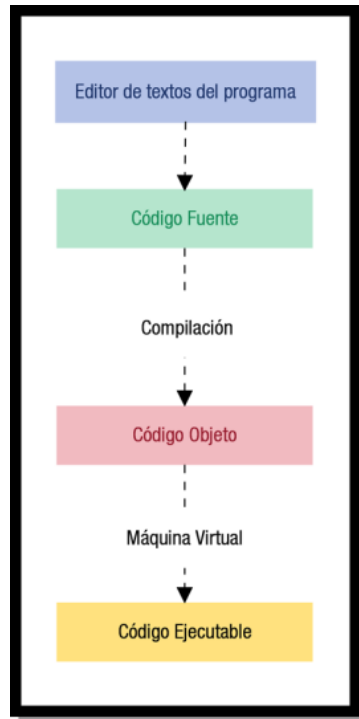 Editor de textos del programa
Código Fuente
Compilación
Código Objeto
Máquina Virtual
Código Ejecutable